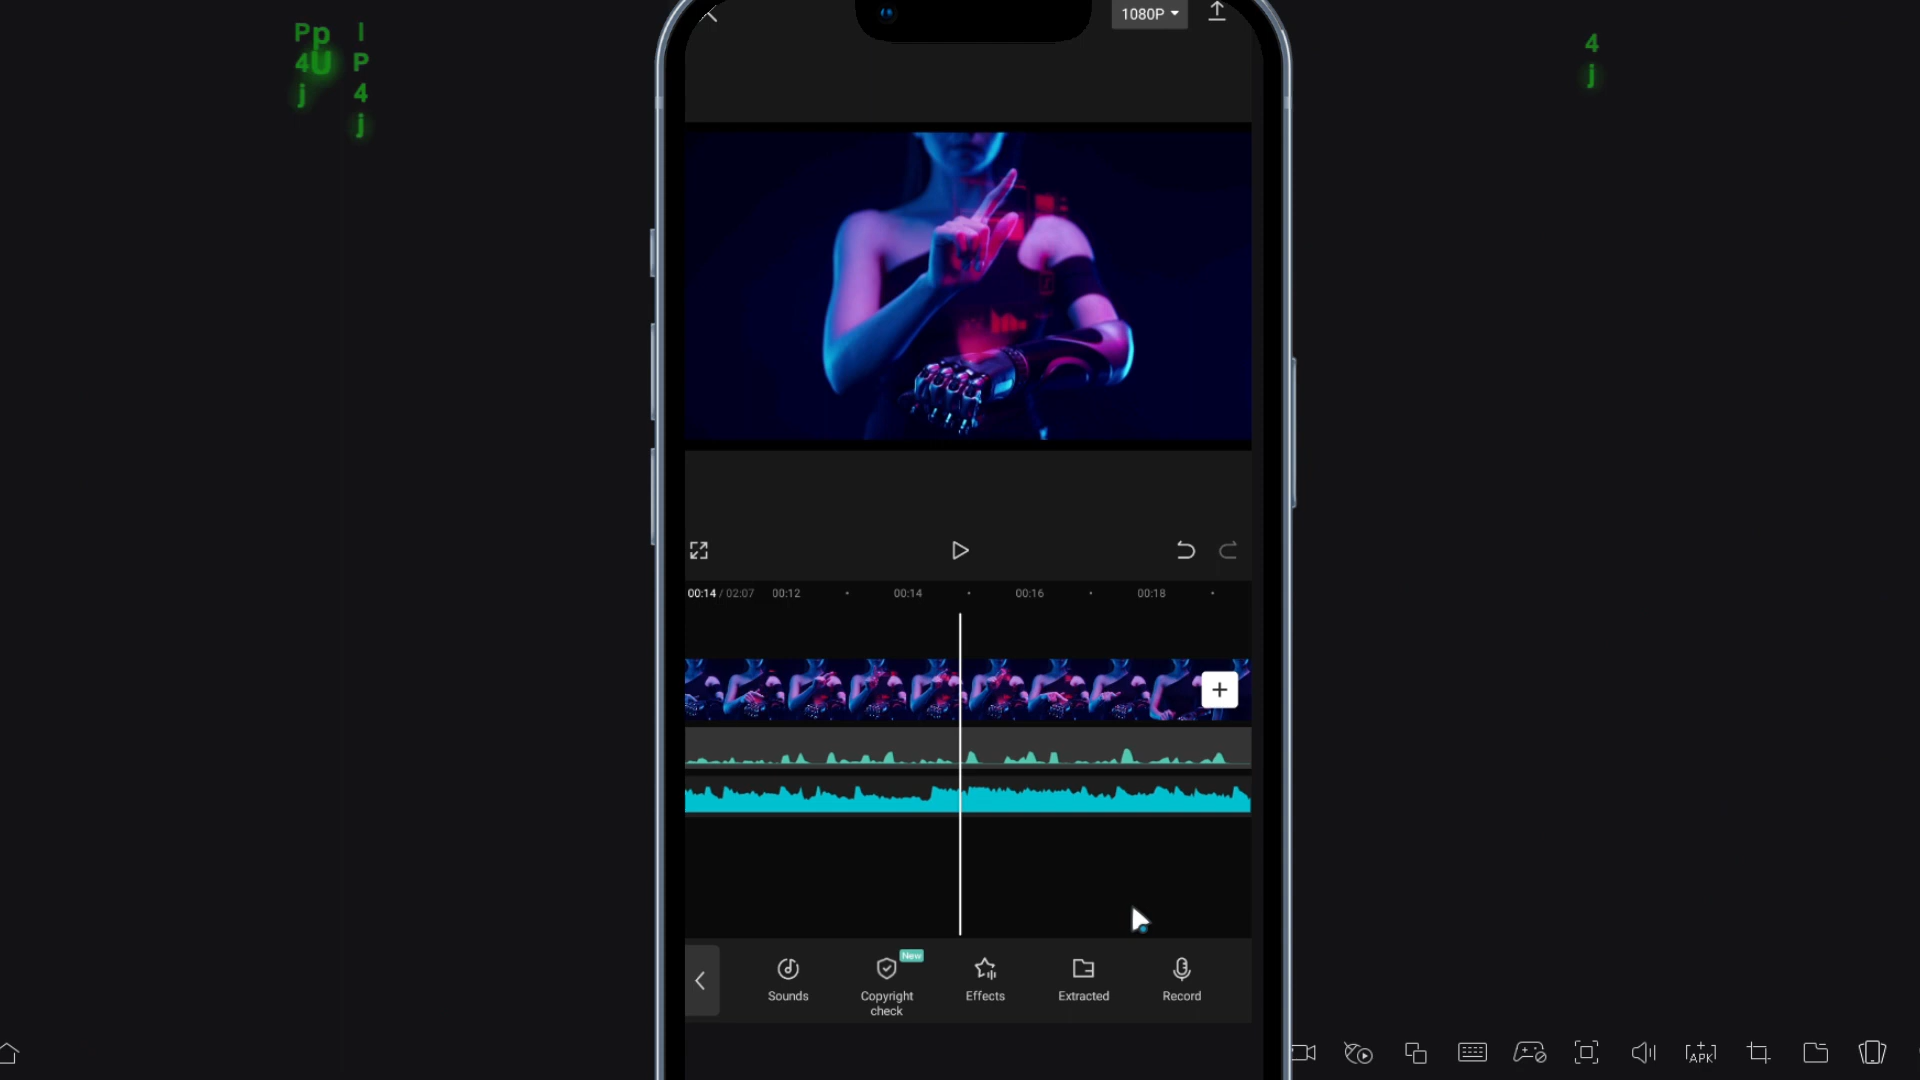 Pp
4U
j
I
P
4
j
1080P
4
j
00:14 / 02:07
00:12
00:14
00:16
00:18
Sounds
Copyright
check
New
Effects
Extracted
Record
APK